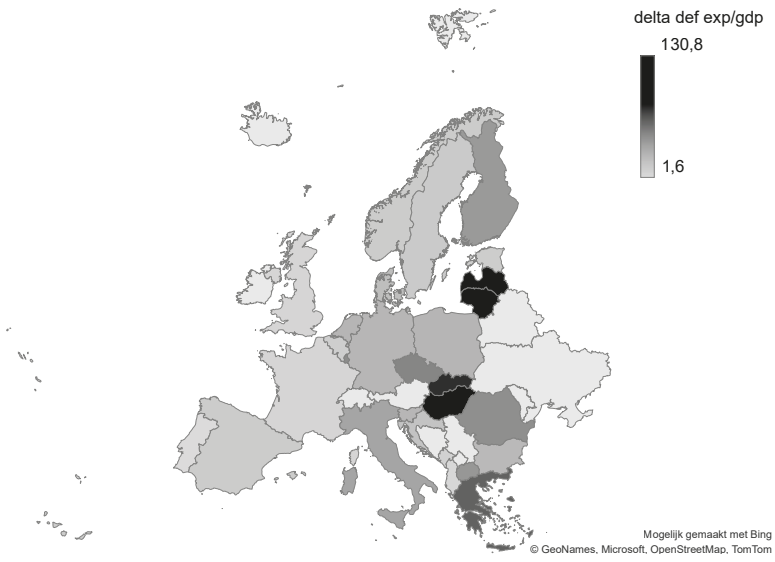 delta def exp/gdp
130,8
1,6
Mogelijk gemaakt met Bing
© GeoNames, Microsoft, OpenStreetMap, TomTom